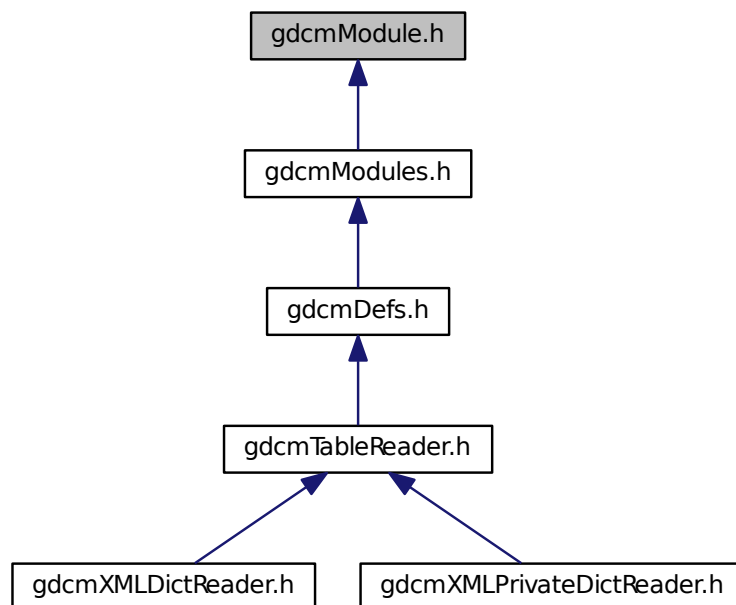 gdcmModule.h
gdcmModules.h
gdcmDefs.h
gdcmTableReader.h
gdcmXMLDictReader.h
gdcmXMLPrivateDictReader.h